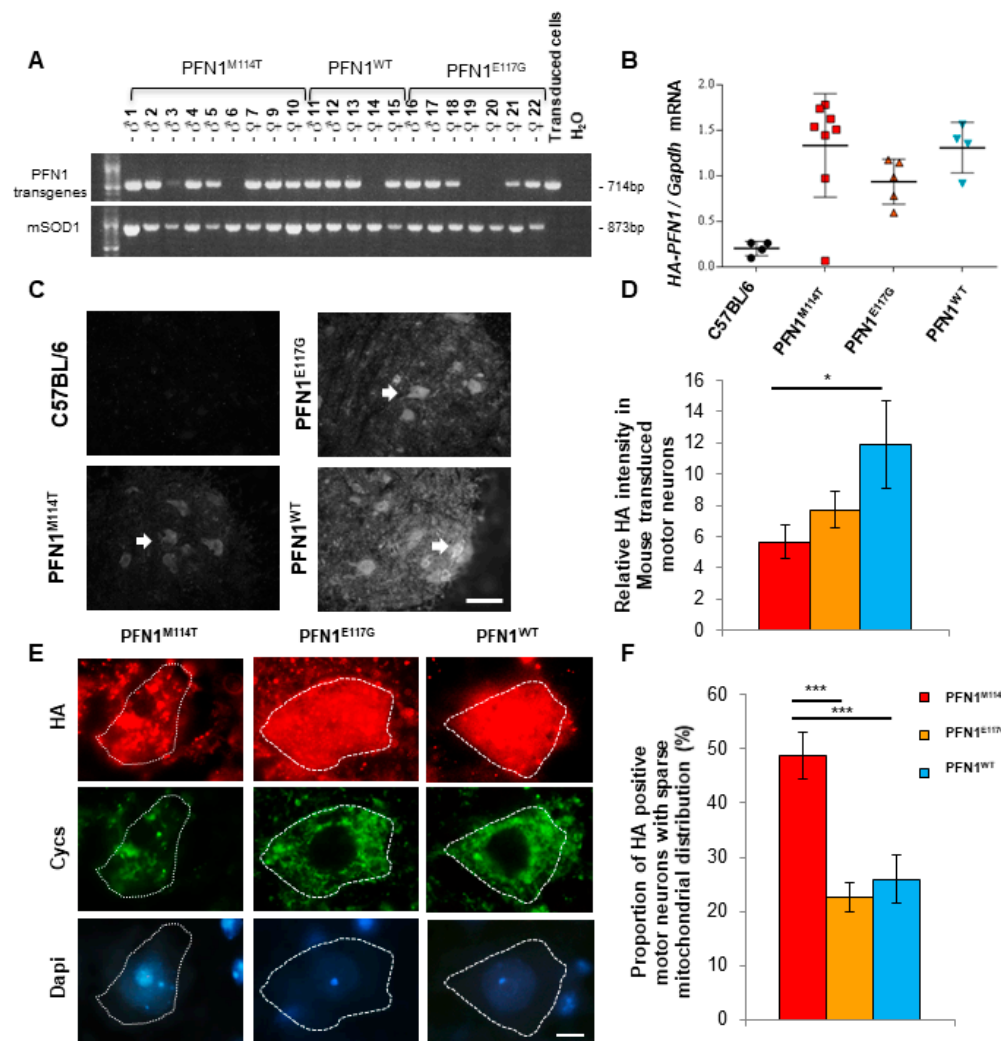 A
PFN1M114T PFN1WT PFN1E117G
- ♂ 1 - ♂ 2 - ♂ 3 - ♂ 4 - ♂ 5 - ♂ 6 - ♀ 7 - ♀ 9 - ♀ 10 - ♂ 11 - ♂ 12 - ♀ 13 - ♀ 14 - ♀ 15 - ♂ 16 - ♂ 17 - ♀ 18 - ♀ 19 - ♀ 20 - ♀ 21 - ♀ 22 Transduced cells H2O
PFN1
transgenes
- 714bp
mSOD1
- 873bp
B
HA-PFN1 / Gapdh mRNA
2.0
1.5
1.0
0.5
0.0
C57BL/6 PFN1M114T PFN1E117G PFN1WT
C
C57BL/6
PFN1E117G
PFN1M114T
PFN1WT
D
Relative HA intensity in
Mouse transduced
motor neurons
16
14
12
10
8
6
4
2
0
*
E
PFN1M114T PFN1E117G PFN1WT
HA
Cycs
Dapi
F
Proportion of HA positive
motor neurons with sparse
mitochondrial distribution (%)
60
50
40
30
20
10
0
***
***
PFN1M114
PFN1E117G
PFN1WT